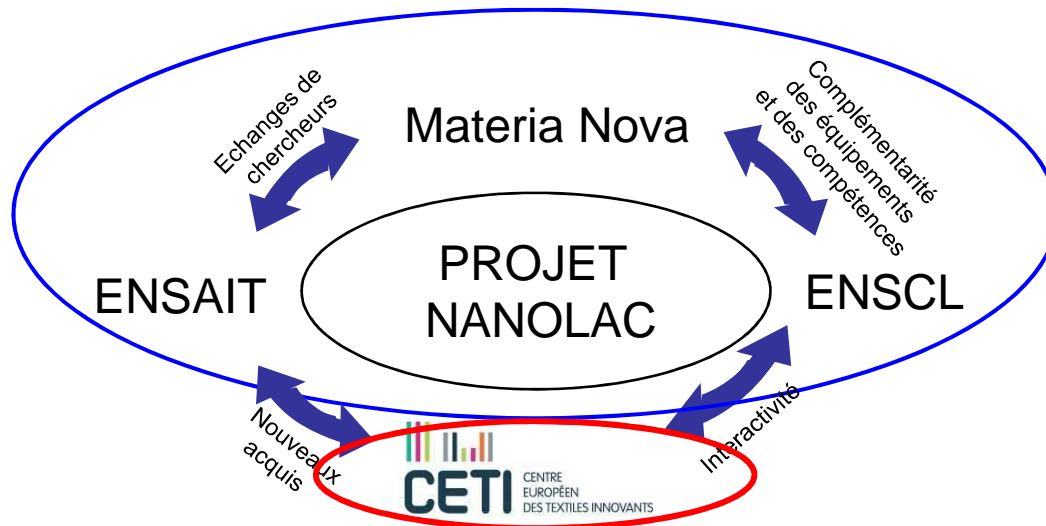 Echanges de
chercheurs
Materia Nova
Complémentarité
des équipements
et des compétences
ENSAIT
PROJET
NANOLAC
ENSCL
Nouveaux
acquis
Interactivité
CETI
CENTRE
EUROPÉEN
DES TEXTILES INNOVANTS